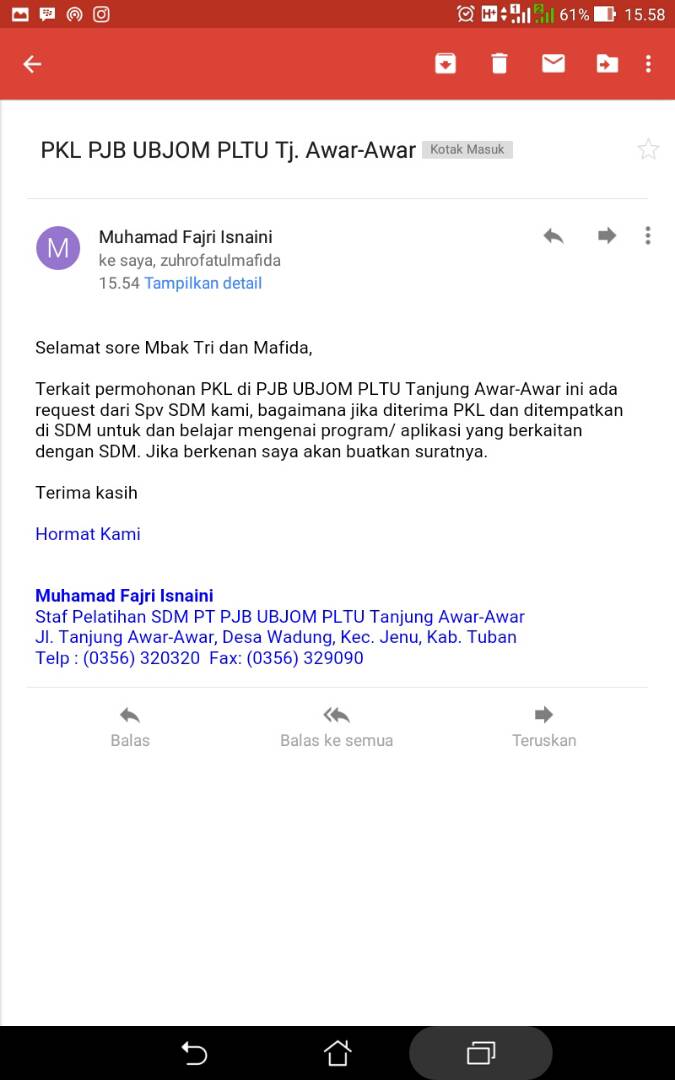 61% 15.58
PKL PJB UBJOM PLTU Tj. Awar-Awar Kotak Masuk
M
Muhamad Fajri Isnaini
ke saya, zuhrofatulmafida
15.54 Tampilkan detail
Selamat sore Mbak Tri dan Mafida,
Terkait permohonan PKL di PJB UBJOM PLTU Tanjung Awar-Awar ini ada
request dari Spv SDM kami, bagaimana jika diterima PKL dan ditempatkan
di SDM untuk dan belajar mengenai program/ aplikasi yang berkaitan
dengan SDM. Jika berkenan saya akan buatkan suratnya.
Terima kasih
Hormat Kami
Muhamad Fajri Isnaini
Staf Pelatihan SDM PT PJB UBJOM PLTU Tanjung Awar-Awar
Jl. Tanjung Awar-Awar, Desa Wadung, Kec. Jenu, Kab. Tuban
Telp : (0356) 320320 Fax: (0356) 329090
Balas Balas ke semua Teruskan